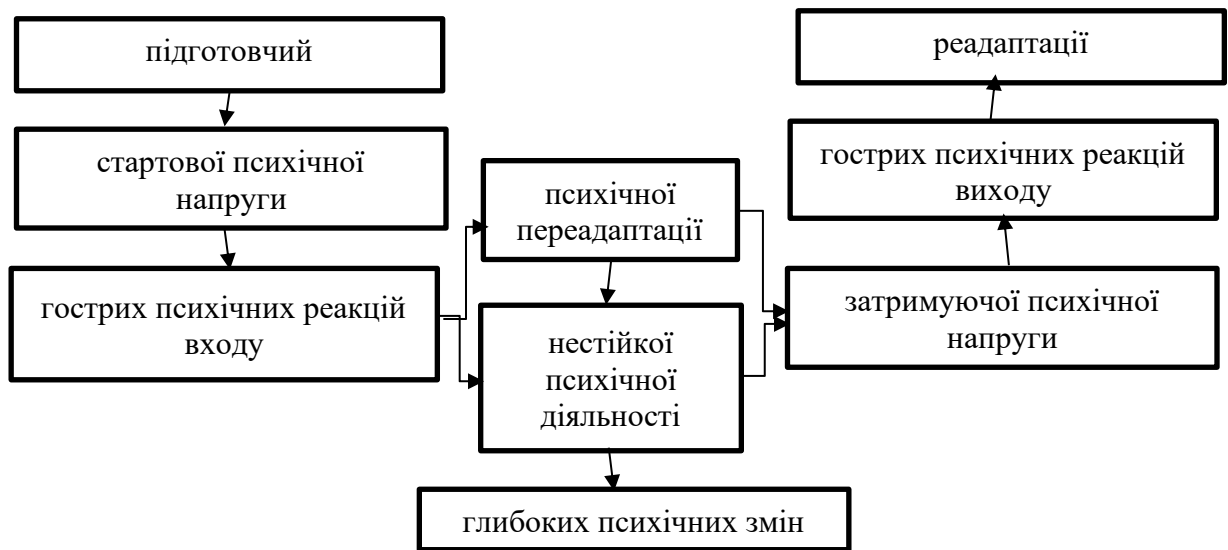 підготовчий
стартової психічної
напруги
гострих психічних реакцій
входу
психічної
переадаптації
нестійкої
психічної
діяльності
глибоких психічних змін
затримуючої психічної
напруги
гострих психічних реакцій
виходу
реадаптації